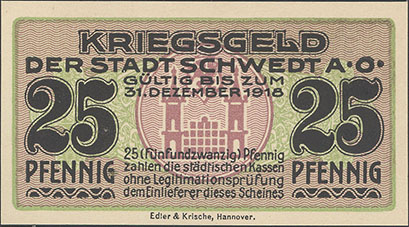 KRIEGSGELD
DER STADT SCHWEDT A·O·
GÜLTIG BIS ZUM
31. DEZEMBER 1918
25 25
PFENNIG PFENNIG
25 (fünfundzwanzig) Pfennig
zahlen die städtischen Kassen
ohne Legitimationsprüfung
dem Einlieferer dieses Scheines
Edler & Krische, Hannover.